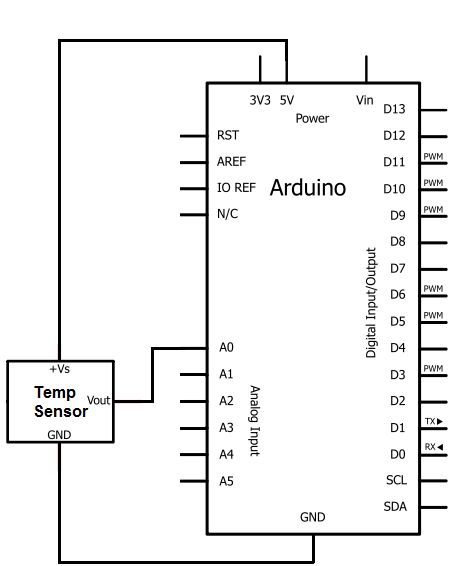 3V3 5V Vin
Power
RST
AREF
IO REF
N/C
Arduino
D13
D12
D11 PWM
D10 PWM
D9 PWM
D8
D7
D6 PWM
D5 PWM
D4
D3 PWM
D2
D1 TX▶
D0 RX◀
SCL
SDA
Digital Input/Output
A0
A1
A2
A3
A4
A5
Analog Input
GND
+Vs
Temp
Sensor
Vout
GND